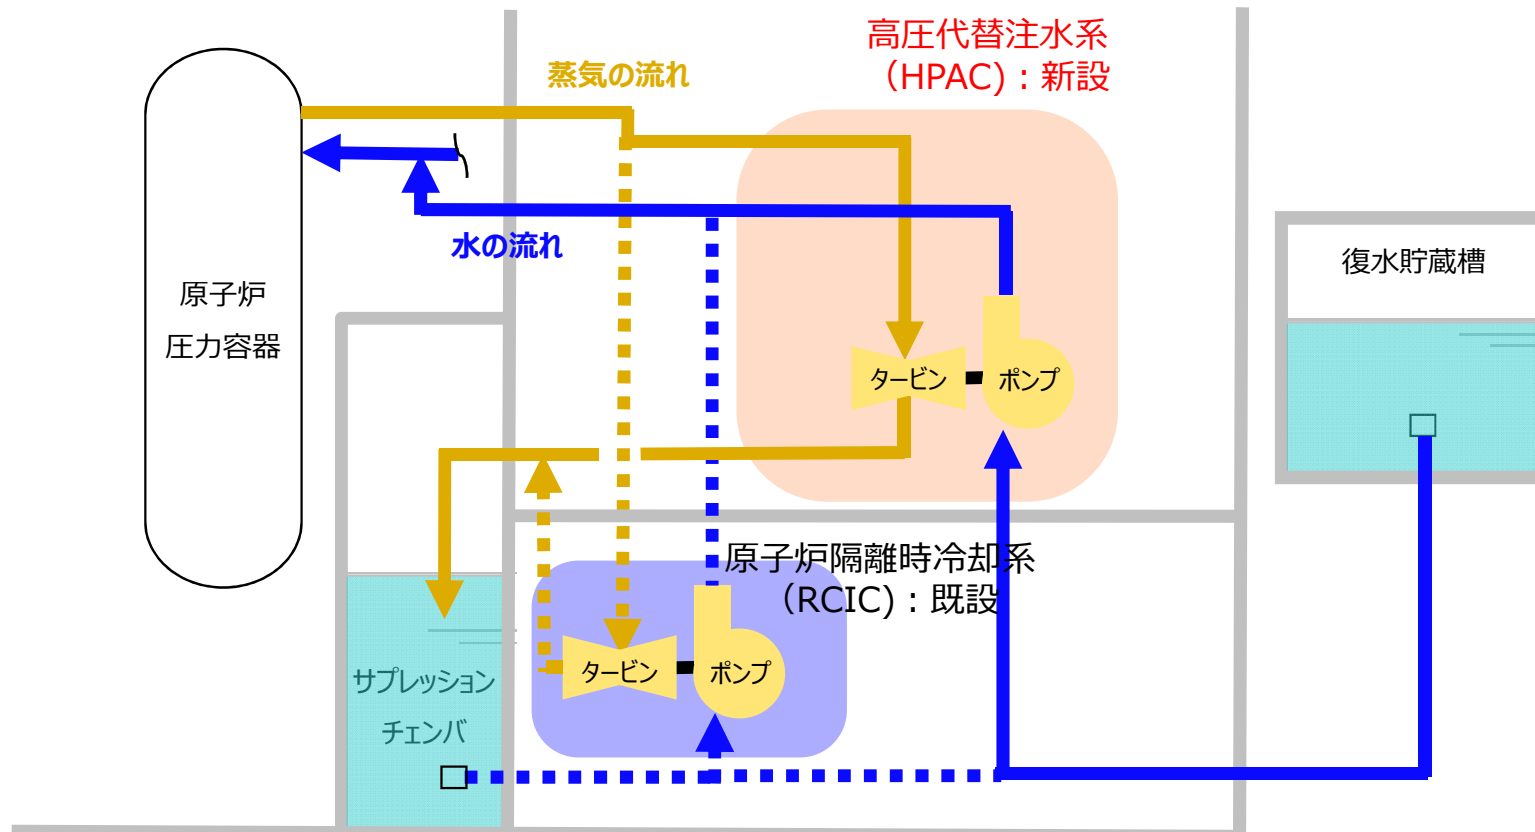 高圧代替注水系
（HPAC)：新設
蒸気の流れ
水の流れ
復水貯蔵槽
原子炉
圧力容器
タービン
ポンプ
原子炉隔離時冷却系
（RCIC)：既設
タービン
ポンプ
サプレッション
チェンバ